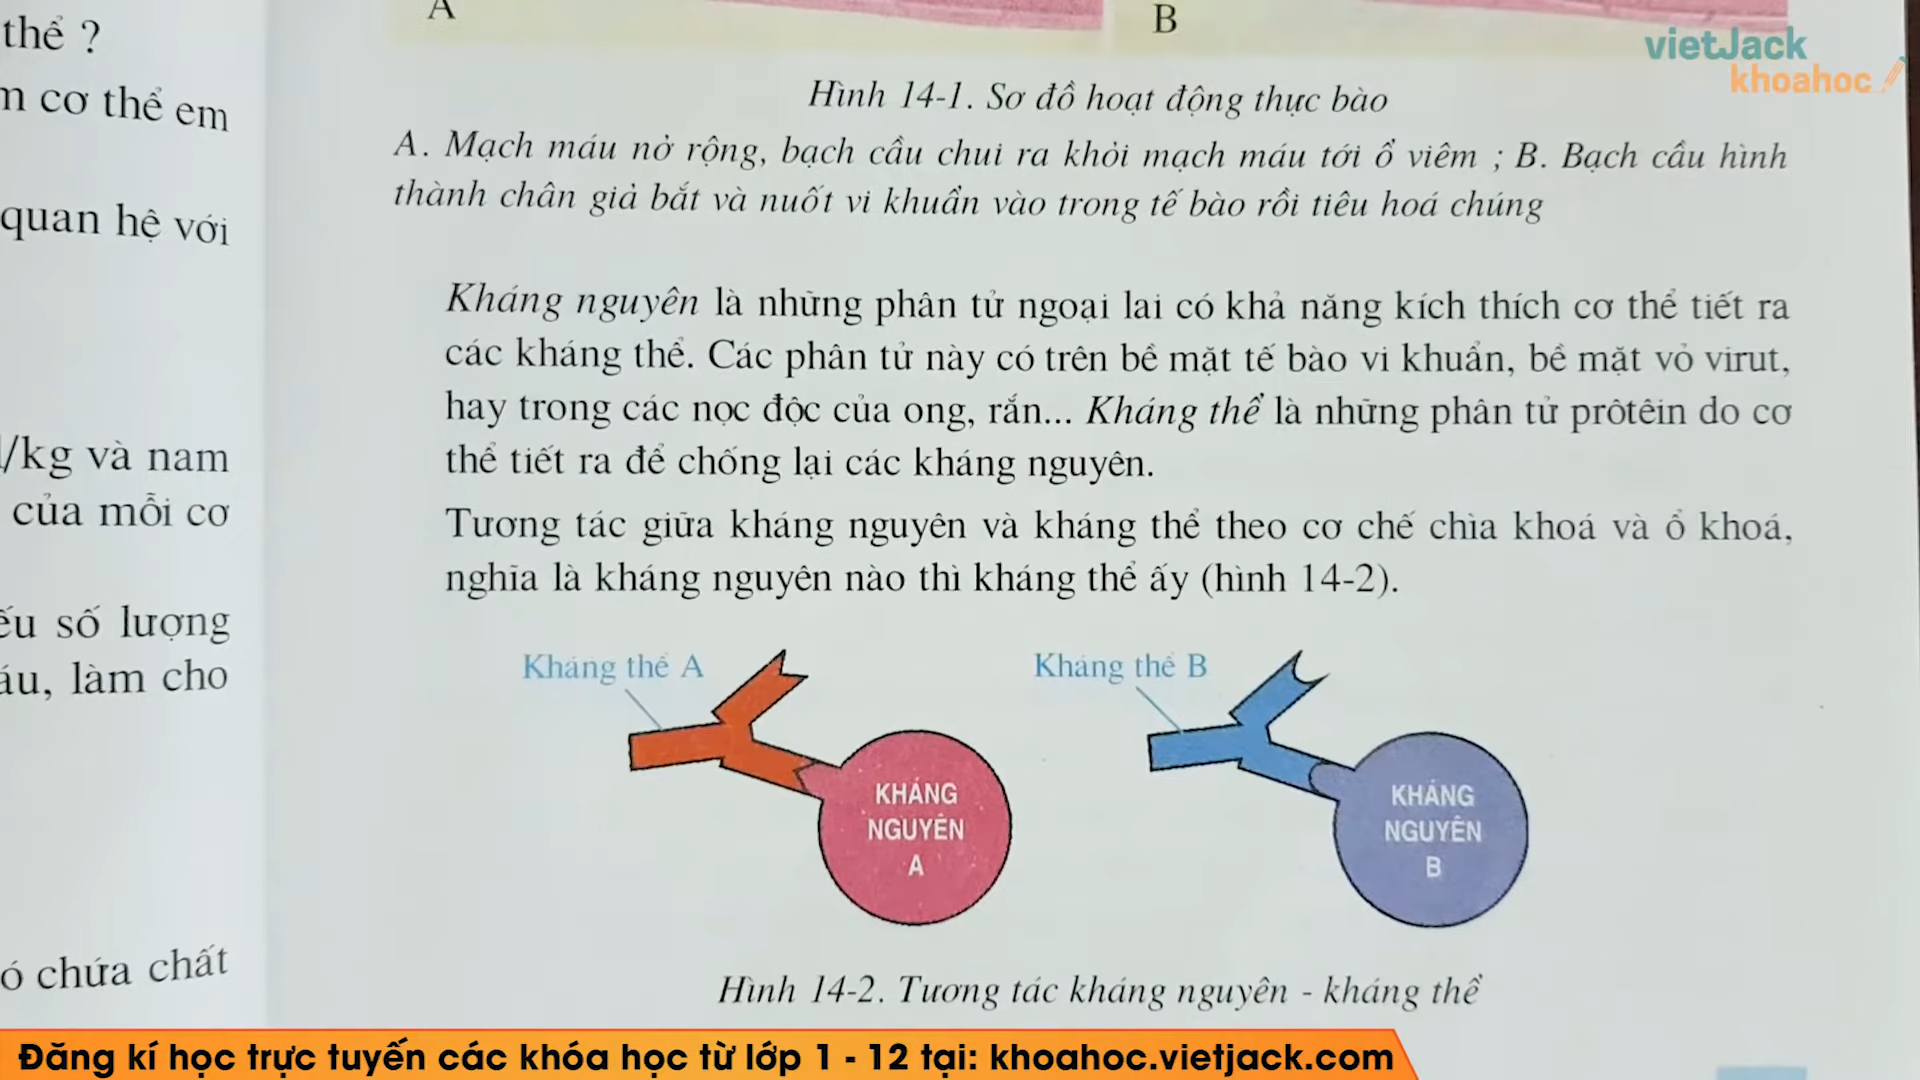 thể ?
cơ thể em
quan hệ với
/kg và nam
của mỗi cơ
số lượng
làm cho
chứa chất
A
B
vietJack
khoahoc
Hình 14-1. Sơ đồ hoạt động thực bào
A. Mạch máu nở rộng, bạch cầu chui ra khỏi mạch máu tới ổ viêm ; B. Bạch cầu hình
thành chân giả bắt và nuốt vi khuẩn vào trong tế bào rồi tiêu hoá chúng
Kháng nguyên là những phân tử ngoại lai có khả năng kích thích cơ thể tiết ra
các kháng thể. Các phân tử này có trên bề mặt tế bào vi khuẩn, bề mặt vỏ virut,
hay trong các nọc độc của ong, rắn... Kháng thể là những phân tử prôtêin do cơ
thể tiết ra để chống lại các kháng nguyên.
Tương tác giữa kháng nguyên và kháng thể theo cơ chế chìa khoá và ổ khoá,
nghĩa là kháng nguyên nào thì kháng thể ấy (hình 14-2).
Kháng thể A
KHÁNG
NGUYÊN
A
Kháng thể B
KHÁNG
NGUYÊN
B
Hình 14-2. Tương tác kháng nguyên - kháng thể
Đăng kí học trực tuyến các khóa học từ lớp 1 - 12 tại: khoahoc.vietjack.com